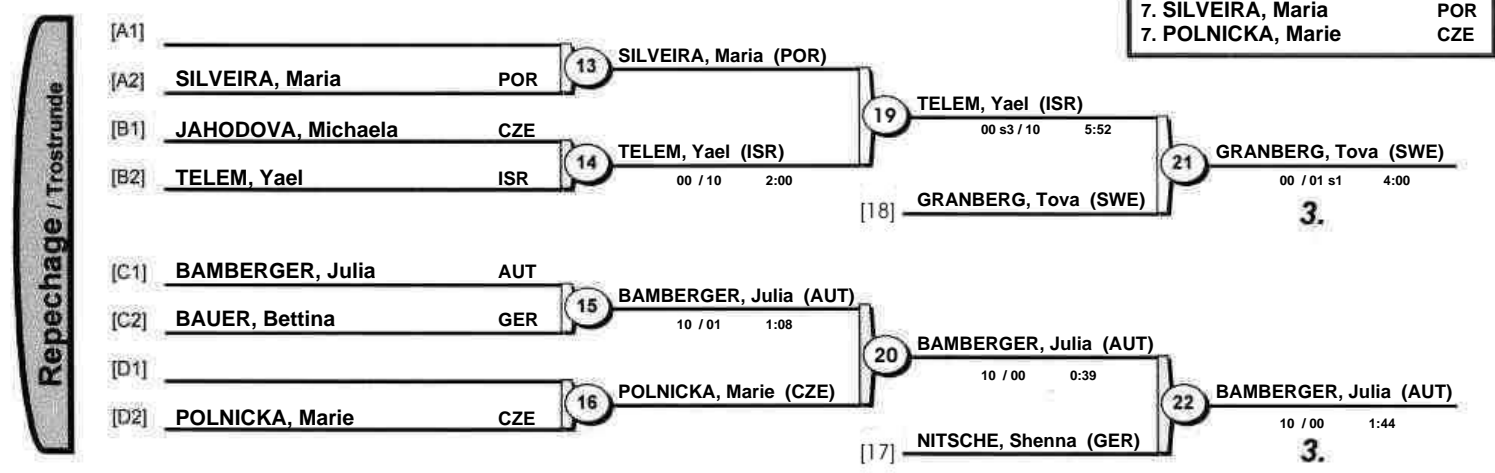 7. SILVEIRA, Maria POR
7. POLNICKA, Marie CZE
Repechage / Trostrunde
[A1]
[A2] SILVEIRA, Maria POR
13 SILVEIRA, Maria (POR)
[B1] JAHODOVA, Michaela CZE
[B2] TELEM, Yael ISR
14 TELEM, Yael (ISR)
00 / 10 2:00
19 TELEM, Yael (ISR)
00 s3 / 10 5:52
[18] GRANBERG, Tova (SWE)
21 GRANBERG, Tova (SWE)
00 / 01 s1 4:00
3.
[C1] BAMBERGER, Julia AUT
[C2] BAUER, Bettina GER
15 BAMBERGER, Julia (AUT)
10 / 01 1:08
[D1]
[D2] POLNICKA, Marie CZE
16 POLNICKA, Marie (CZE)
20 BAMBERGER, Julia (AUT)
10 / 00 0:39
[17] NITSCHE, Shenna (GER)
22 BAMBERGER, Julia (AUT)
10 / 00 1:44
3.